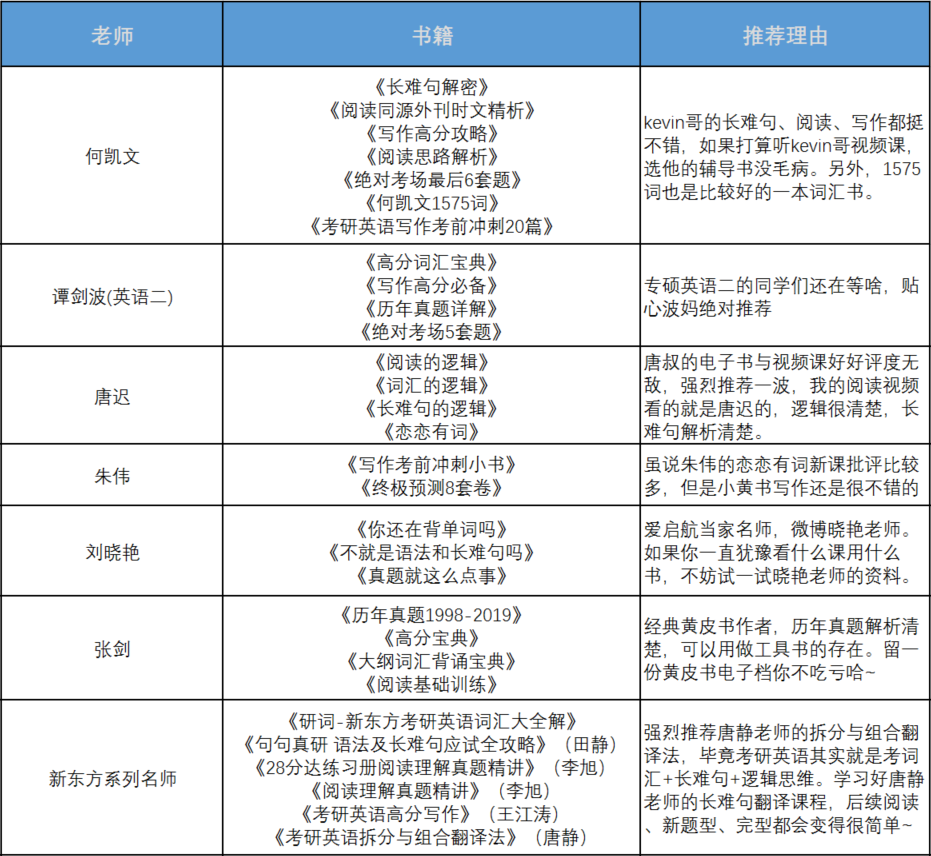 老师
书籍
推荐理由
何凯文
《长难句解密》
《阅读同源外刊时文精析》
《写作高分攻略》
《阅读思路解析》
《绝对考场最后6套题》
《何凯文1575词》
《考研英语写作考前冲刺20篇》
kevin哥的长难句、阅读、写作都挺
不错，如果打算听kevin哥视频课，
选他的辅导书没毛病。另外，1575
词也是比较好的一本词汇书。
谭剑波(英语二)
《高分词汇宝典》
《写作高分必备》
《历年真题详解》
《绝对考场5套题》
专硕英语二的同学们还在等啥，贴
心波妈绝对推荐
唐迟
《阅读的逻辑》
《词汇的逻辑》
《长难句的逻辑》
《恋恋有词》
唐叔的电子书与视频课好好评度无
敌，强烈推荐一波，我的阅读视频
看的就是唐迟的，逻辑很清楚，长
难句解析清楚。
朱伟
《写作考前冲刺小书》
《终极预测8套卷》
虽说朱伟的恋恋有词新课批评比较
多，但是小黄书写作还是很不错的
刘晓艳
《你还在背单词吗》
《不就是语法和长难句吗》
《真题就这么点事》
爱启航当家名师，微博晓艳老师。
如果你一直犹豫看什么课用什么
书，不妨试一试晓艳老师的资料。
张剑
《历年真题1998-2019》
《高分宝典》
《大纲词汇背诵宝典》
《阅读基础训练》
经典黄皮书作者，历年真题解析清
楚，可以用做工具书的存在。留一
份黄皮书电子档你不吃亏哈~
新东方系列名师
《研词-新东方考研英语词汇大全解》
《句句真研 语法及长难句应试全攻略》（田静）
《28分达练习册阅读理解真题精讲》（李旭）
《阅读理解真题精讲》（李旭）
《考研英语高分写作》（王江涛）
《考研英语拆分与组合翻译法》（唐静）
强烈推荐唐静老师的拆分与组合翻
译法，毕竟考研英语其实就是考词
汇+长难句+逻辑思维。学习好唐静
老师的长难句翻译课程，后续阅读
、新题型、完型都会变得很简单~